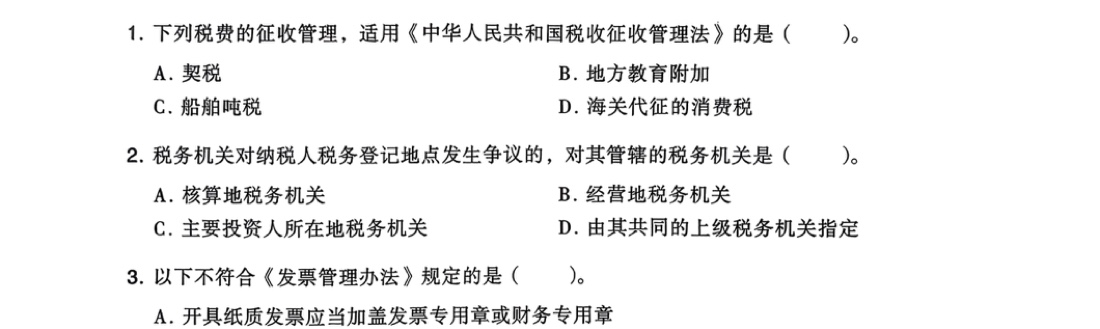 1. 下列税费的征收管理，适用《中华人民共和国税收征收管理法》的是（　　）。
A. 契税　　B. 地方教育附加
C. 船舶吨税　　D. 海关代征的消费税
2. 税务机关对纳税人税务登记地点发生争议的，对其管辖的税务机关是（　　）。
A. 核算地税务机关　　B. 经营地税务机关
C. 主要投资人所在地税务机关　　D. 由其共同的上级税务机关指定
3. 以下不符合《发票管理办法》规定的是（　　）。
A. 开具纸质发票应当加盖发票专用章或财务专用章